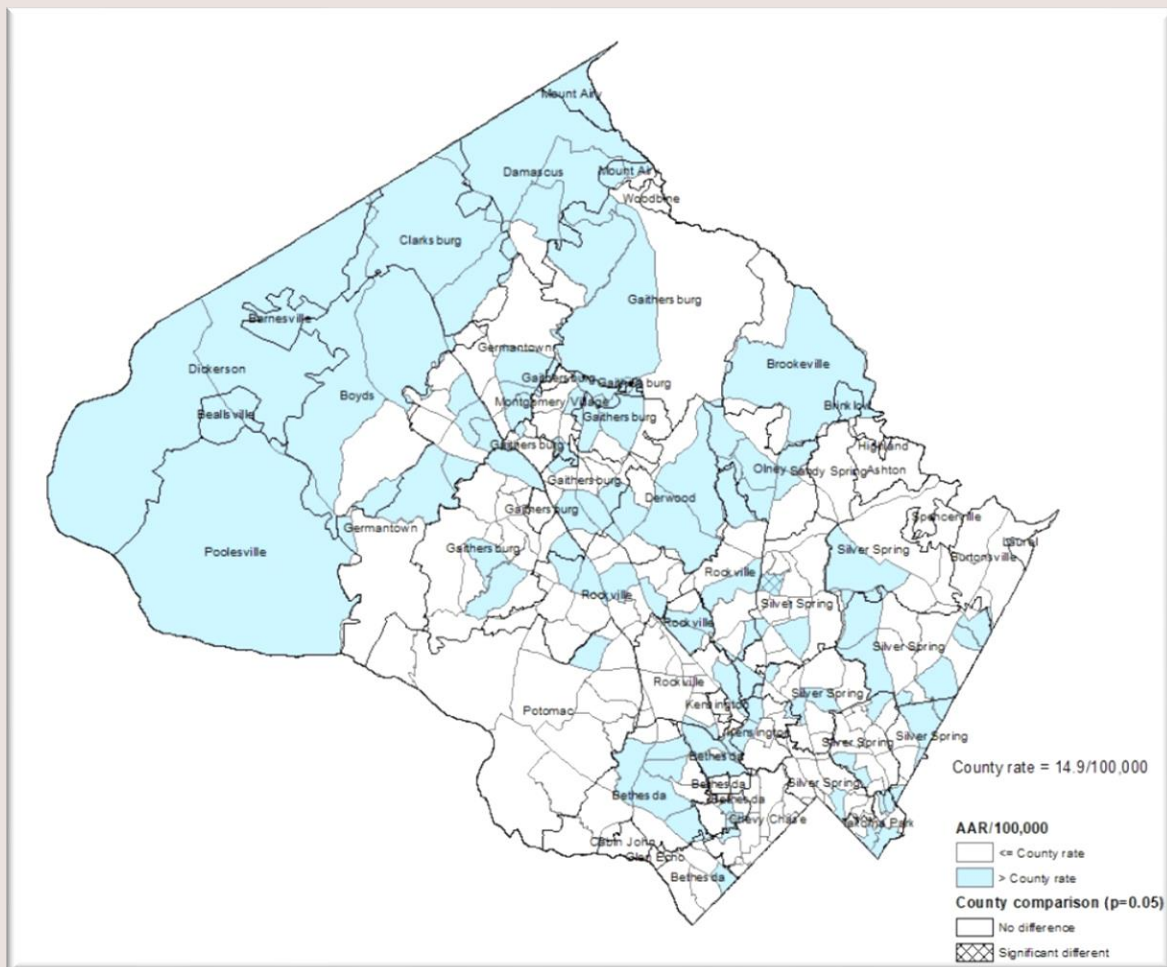 Mount Airy
Damascus
Mount Air
Woodbine
Clarksburg
Gaithersburg
Barnesville
Germantown
Dickerson
Brookeville
Gaithersburg
Gaithersburg
Boyds
Montgomery Village
Brinklow
Beallsville
Gaithersburg
Gaithersburg
Highland
Olney
Sandy Spring
Ashton
Gaithersburg
Derwood
Gaithersburg
Spencerville
Germantown
Laurel
Poolesville
Gaithersburg
Silver Spring
Burtonsville
Rockville
Rockville
Silver Spring
Rockville
Silver Spring
Rockville
Silver Spring
Potomac
Kensington
Kensington
Silver Spring
Silver Spring
Bethesda
County rate = 14.9/100,000
Bethesda
Silver Spring
Bethesda
Bethesda
Chevy Chase
Takoma Park
AAR/100,000
Cabin John
<= County rate
Glen Echo
Bethesda
> County rate
County comparison (p=0.05)
No difference
Significant different